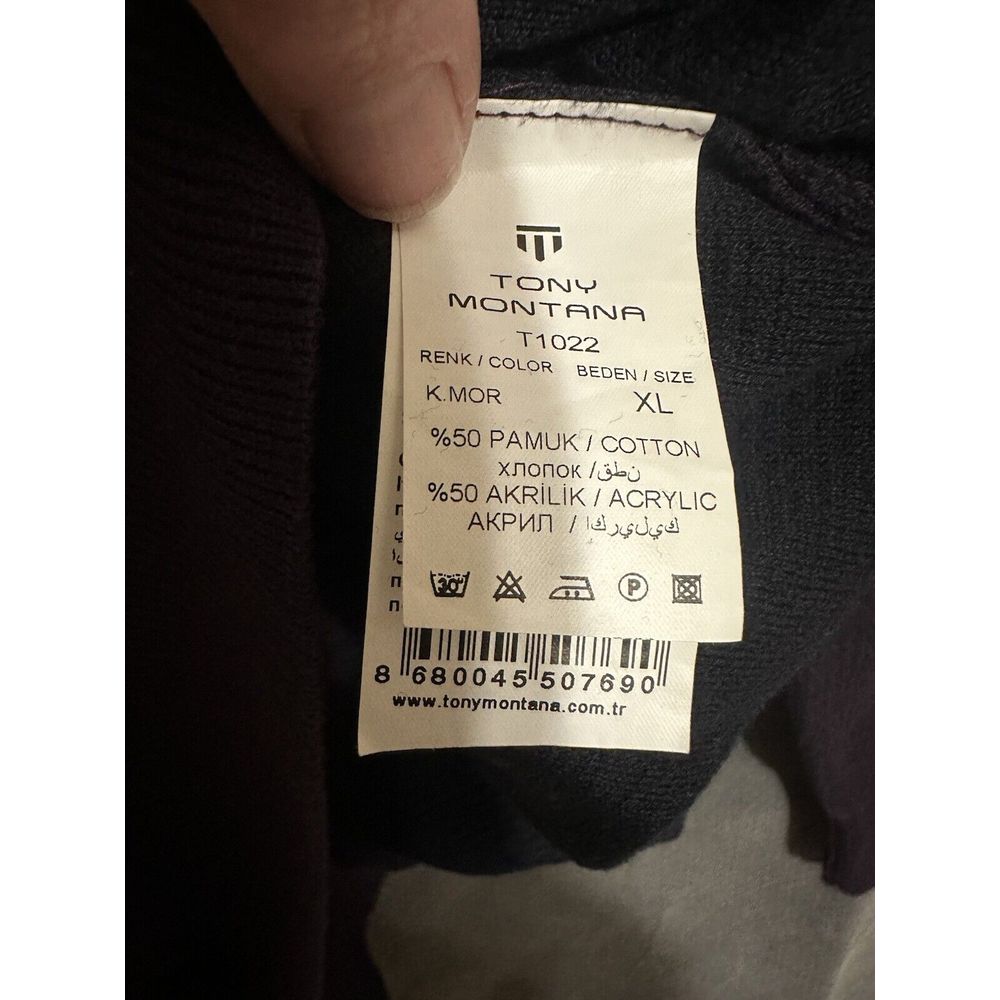 TONY
MONTANA
T1022
RENK / COLOR BEDEN / SIZE
K.MOR XL
%50 PAMUK / COTTON
хлопок / قطن
%50 AKRİLİK / ACRYLIC
АКРИЛ / اكريليك
30°
P
8 680045 507690
www.tonymontana.com.tr